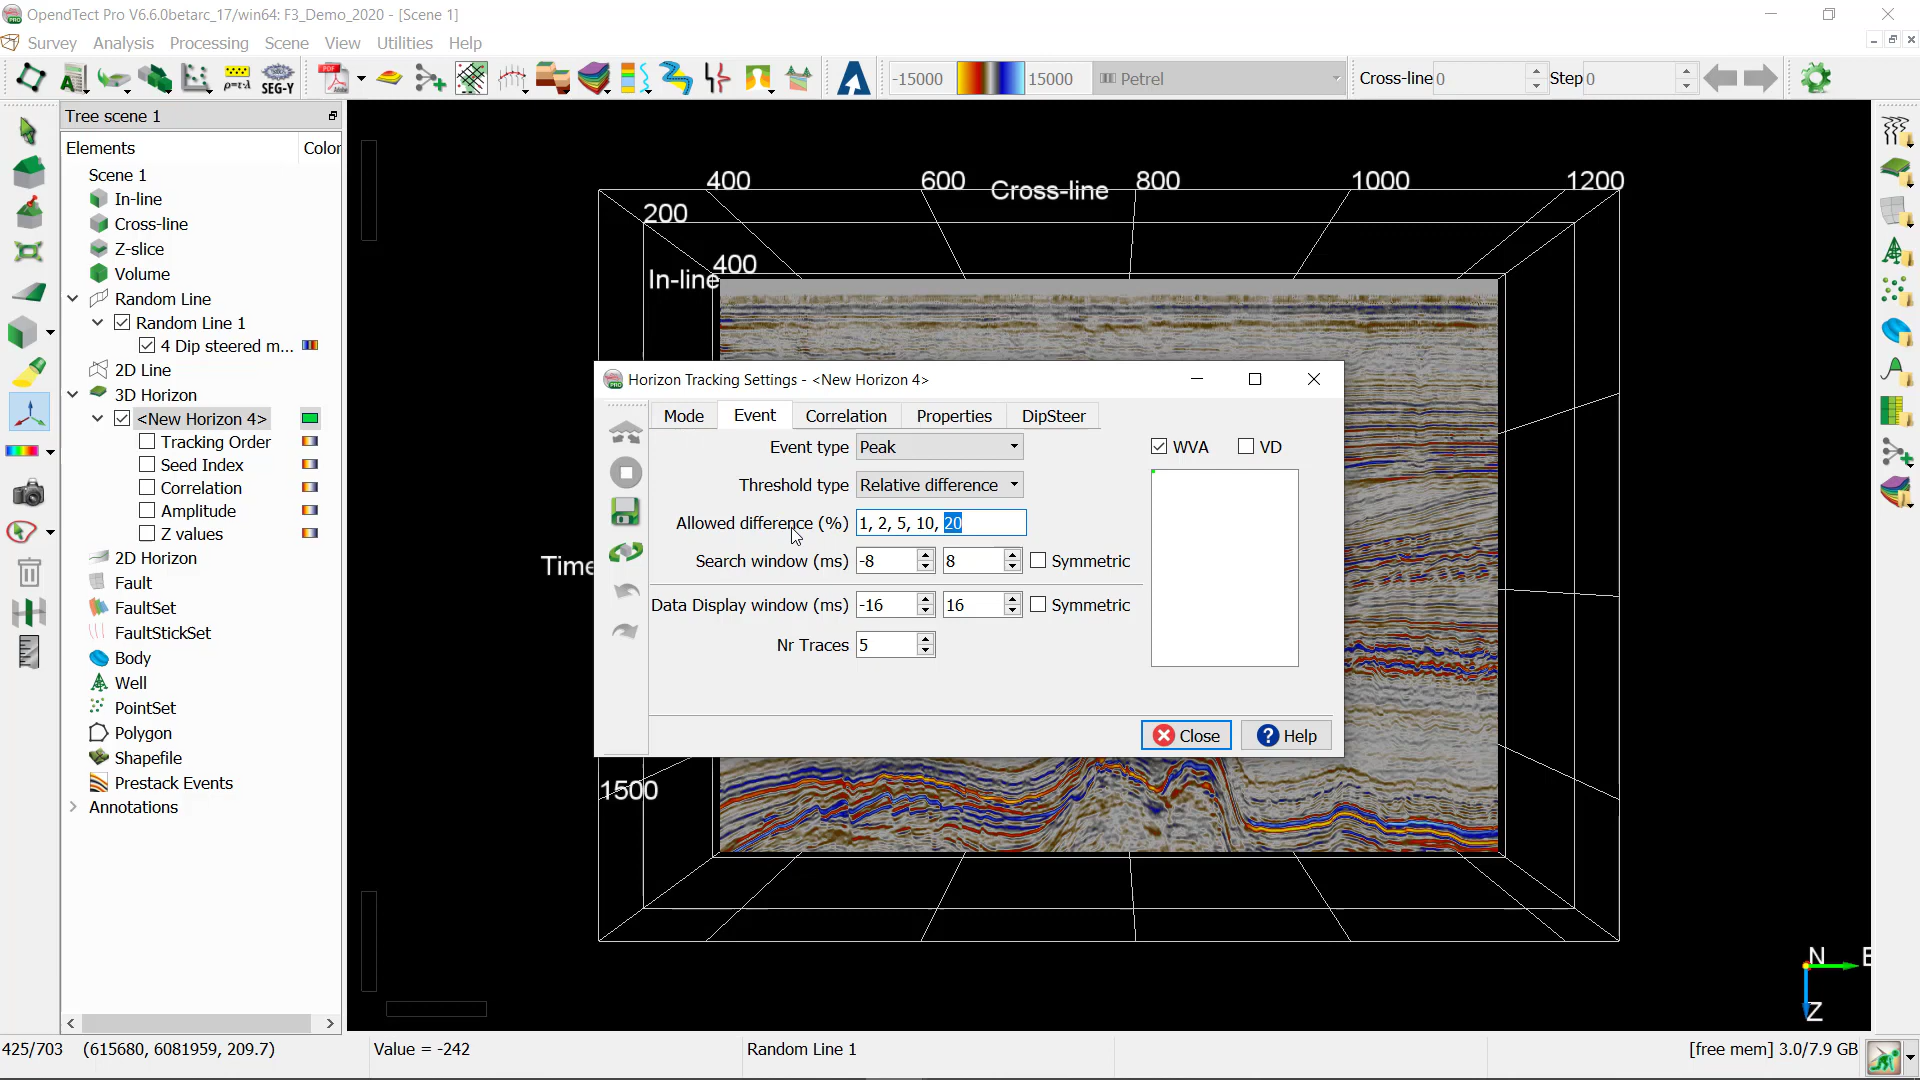 OpendTect Pro V6.6.0betarc_17/win64: F3_Demo_2020 - [Scene 1]
Survey Analysis Processing Scene View Utilities Help
SEG-Y
-15000 15000 Petrel Cross-line 0 Step 0
Tree scene 1
Elements Color
Scene 1
In-line
Cross-line
Z-slice
Volume
Random Line
Random Line 1
4 Dip steered m...
2D Line
3D Horizon
<New Horizon 4>
Tracking Order
Seed Index
Correlation
Amplitude
Z values
2D Horizon
Fault
FaultSet
FaultStickSet
Body
Well
PointSet
Polygon
Shapefile
Prestack Events
Annotations
400 600 Cross-line 800 1000 1200
200
400
In-line
Time
1500
Horizon Tracking Settings - <New Horizon 4>
Mode Event Correlation Properties DipSteer
Event type Peak
WVA VD
Threshold type Relative difference
Allowed difference (%) 1, 2, 5, 10, 20
Search window (ms) -8 8 Symmetric
Data Display window (ms) -16 16 Symmetric
Nr Traces 5
Close Help
N E
Z
425/703 (615680, 6081959, 209.7) Value = -242 Random Line 1 [free mem] 3.0/7.9 GB